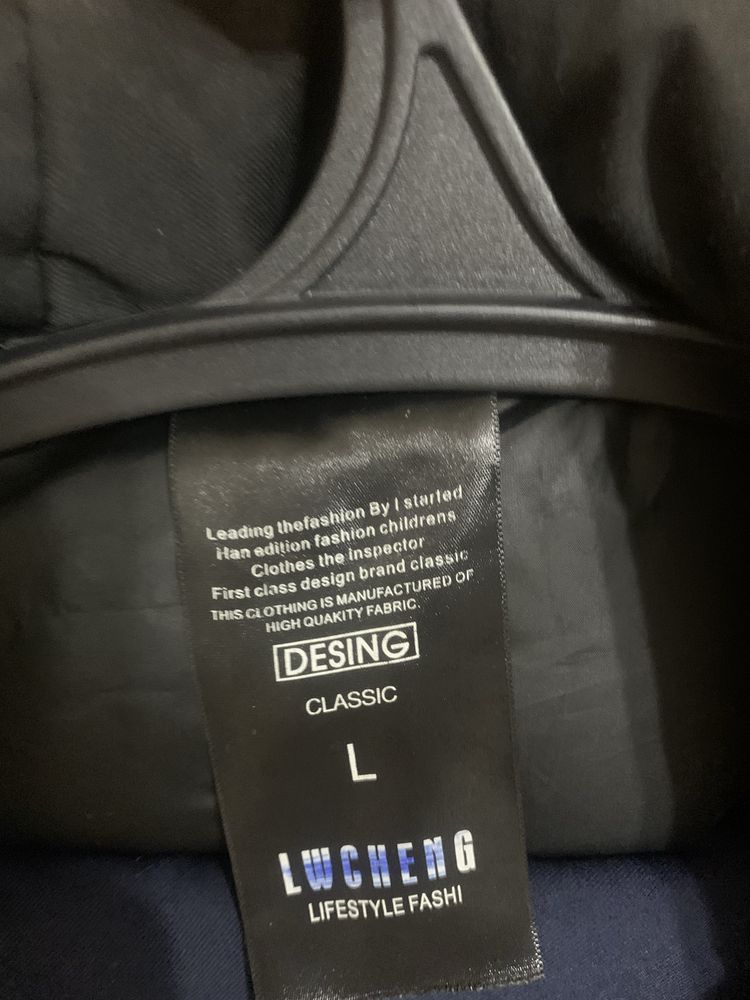 Leading thefashion By I started
Han edition fashion childrens
Clothes the Inspector
First class design brand classic
THIS CLOTHING IS MANUFACTURED OF
HIGH QUAKITY FABRIC.
DESING
CLASSIC
L
LWCHENG
LIFESTYLE FASHI